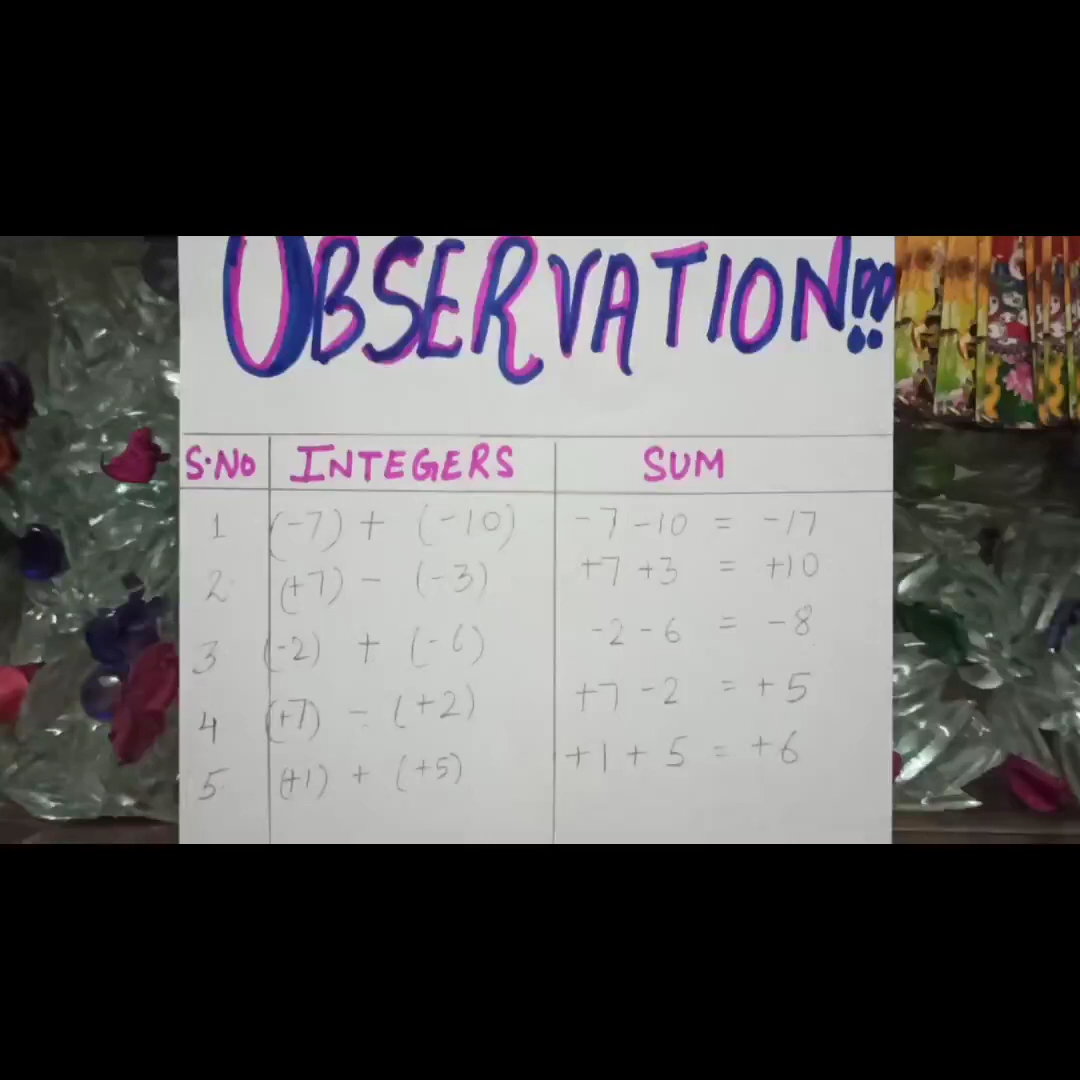 OBSERVATION!!!
S.NO INTEGERS SUM
1 (-7) + (-10) -7 -10 = -17
2 (+7) - (-3) +7 +3 = +10
3 (-2) + (-6) -2 -6 = -8
4 (+7) - (+2) +7 -2 = +5
5 (+1) + (+5) +1 + 5 = +6